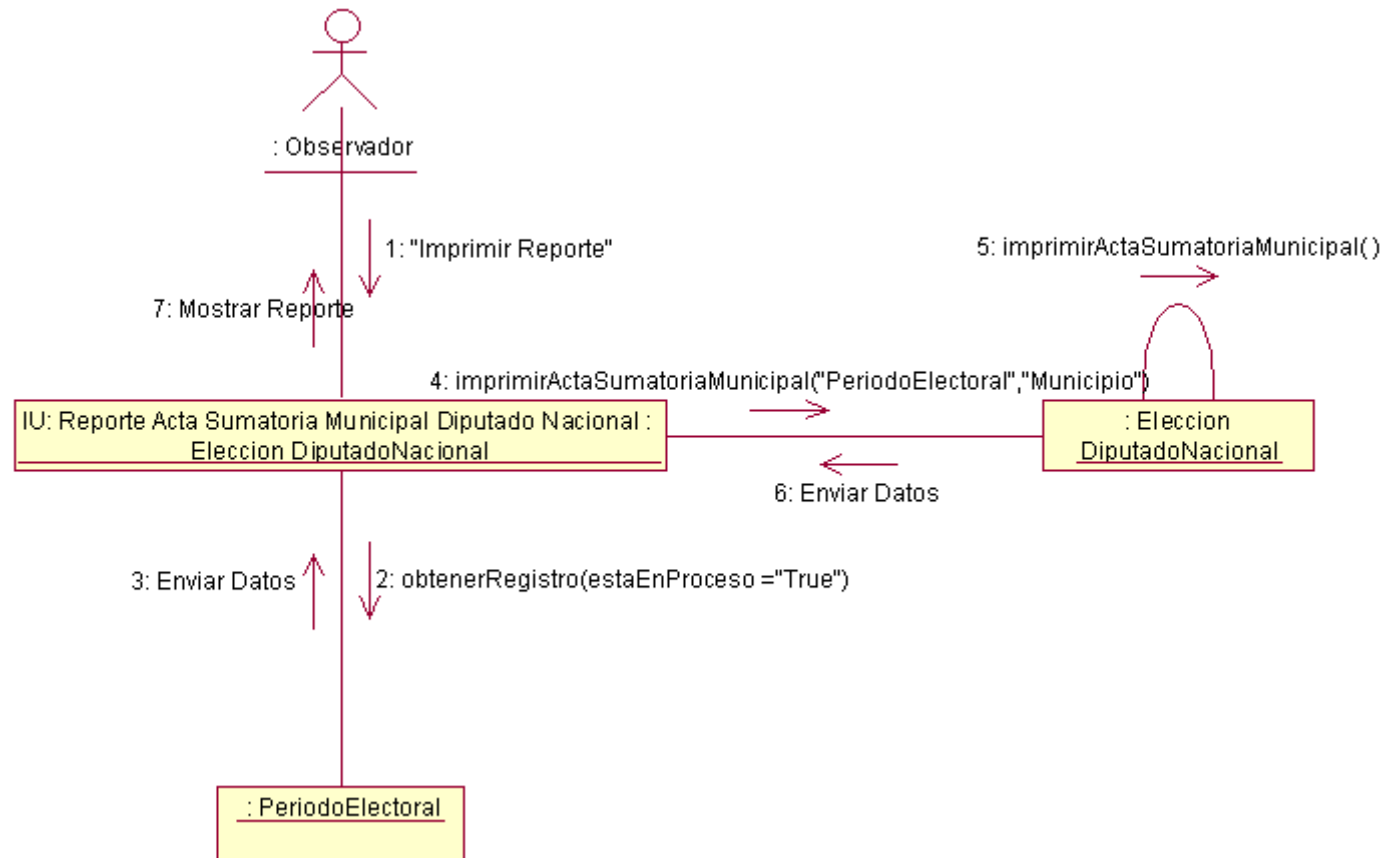 : Observador
1: "Imprimir Reporte"
5: imprimirActaSumatoriaMunicipal()
7: Mostrar Reporte
4: imprimirActaSumatoriaMunicipal("PeriodoElectoral","Municipio")
IU: Reporte Acta Sumatoria Municipal Diputado Nacional :
Eleccion DiputadoNacional
: Eleccion
DiputadoNacional
6: Enviar Datos
3: Enviar Datos
2: obtenerRegistro(estaEnProceso ="True")
: PeriodoElectoral